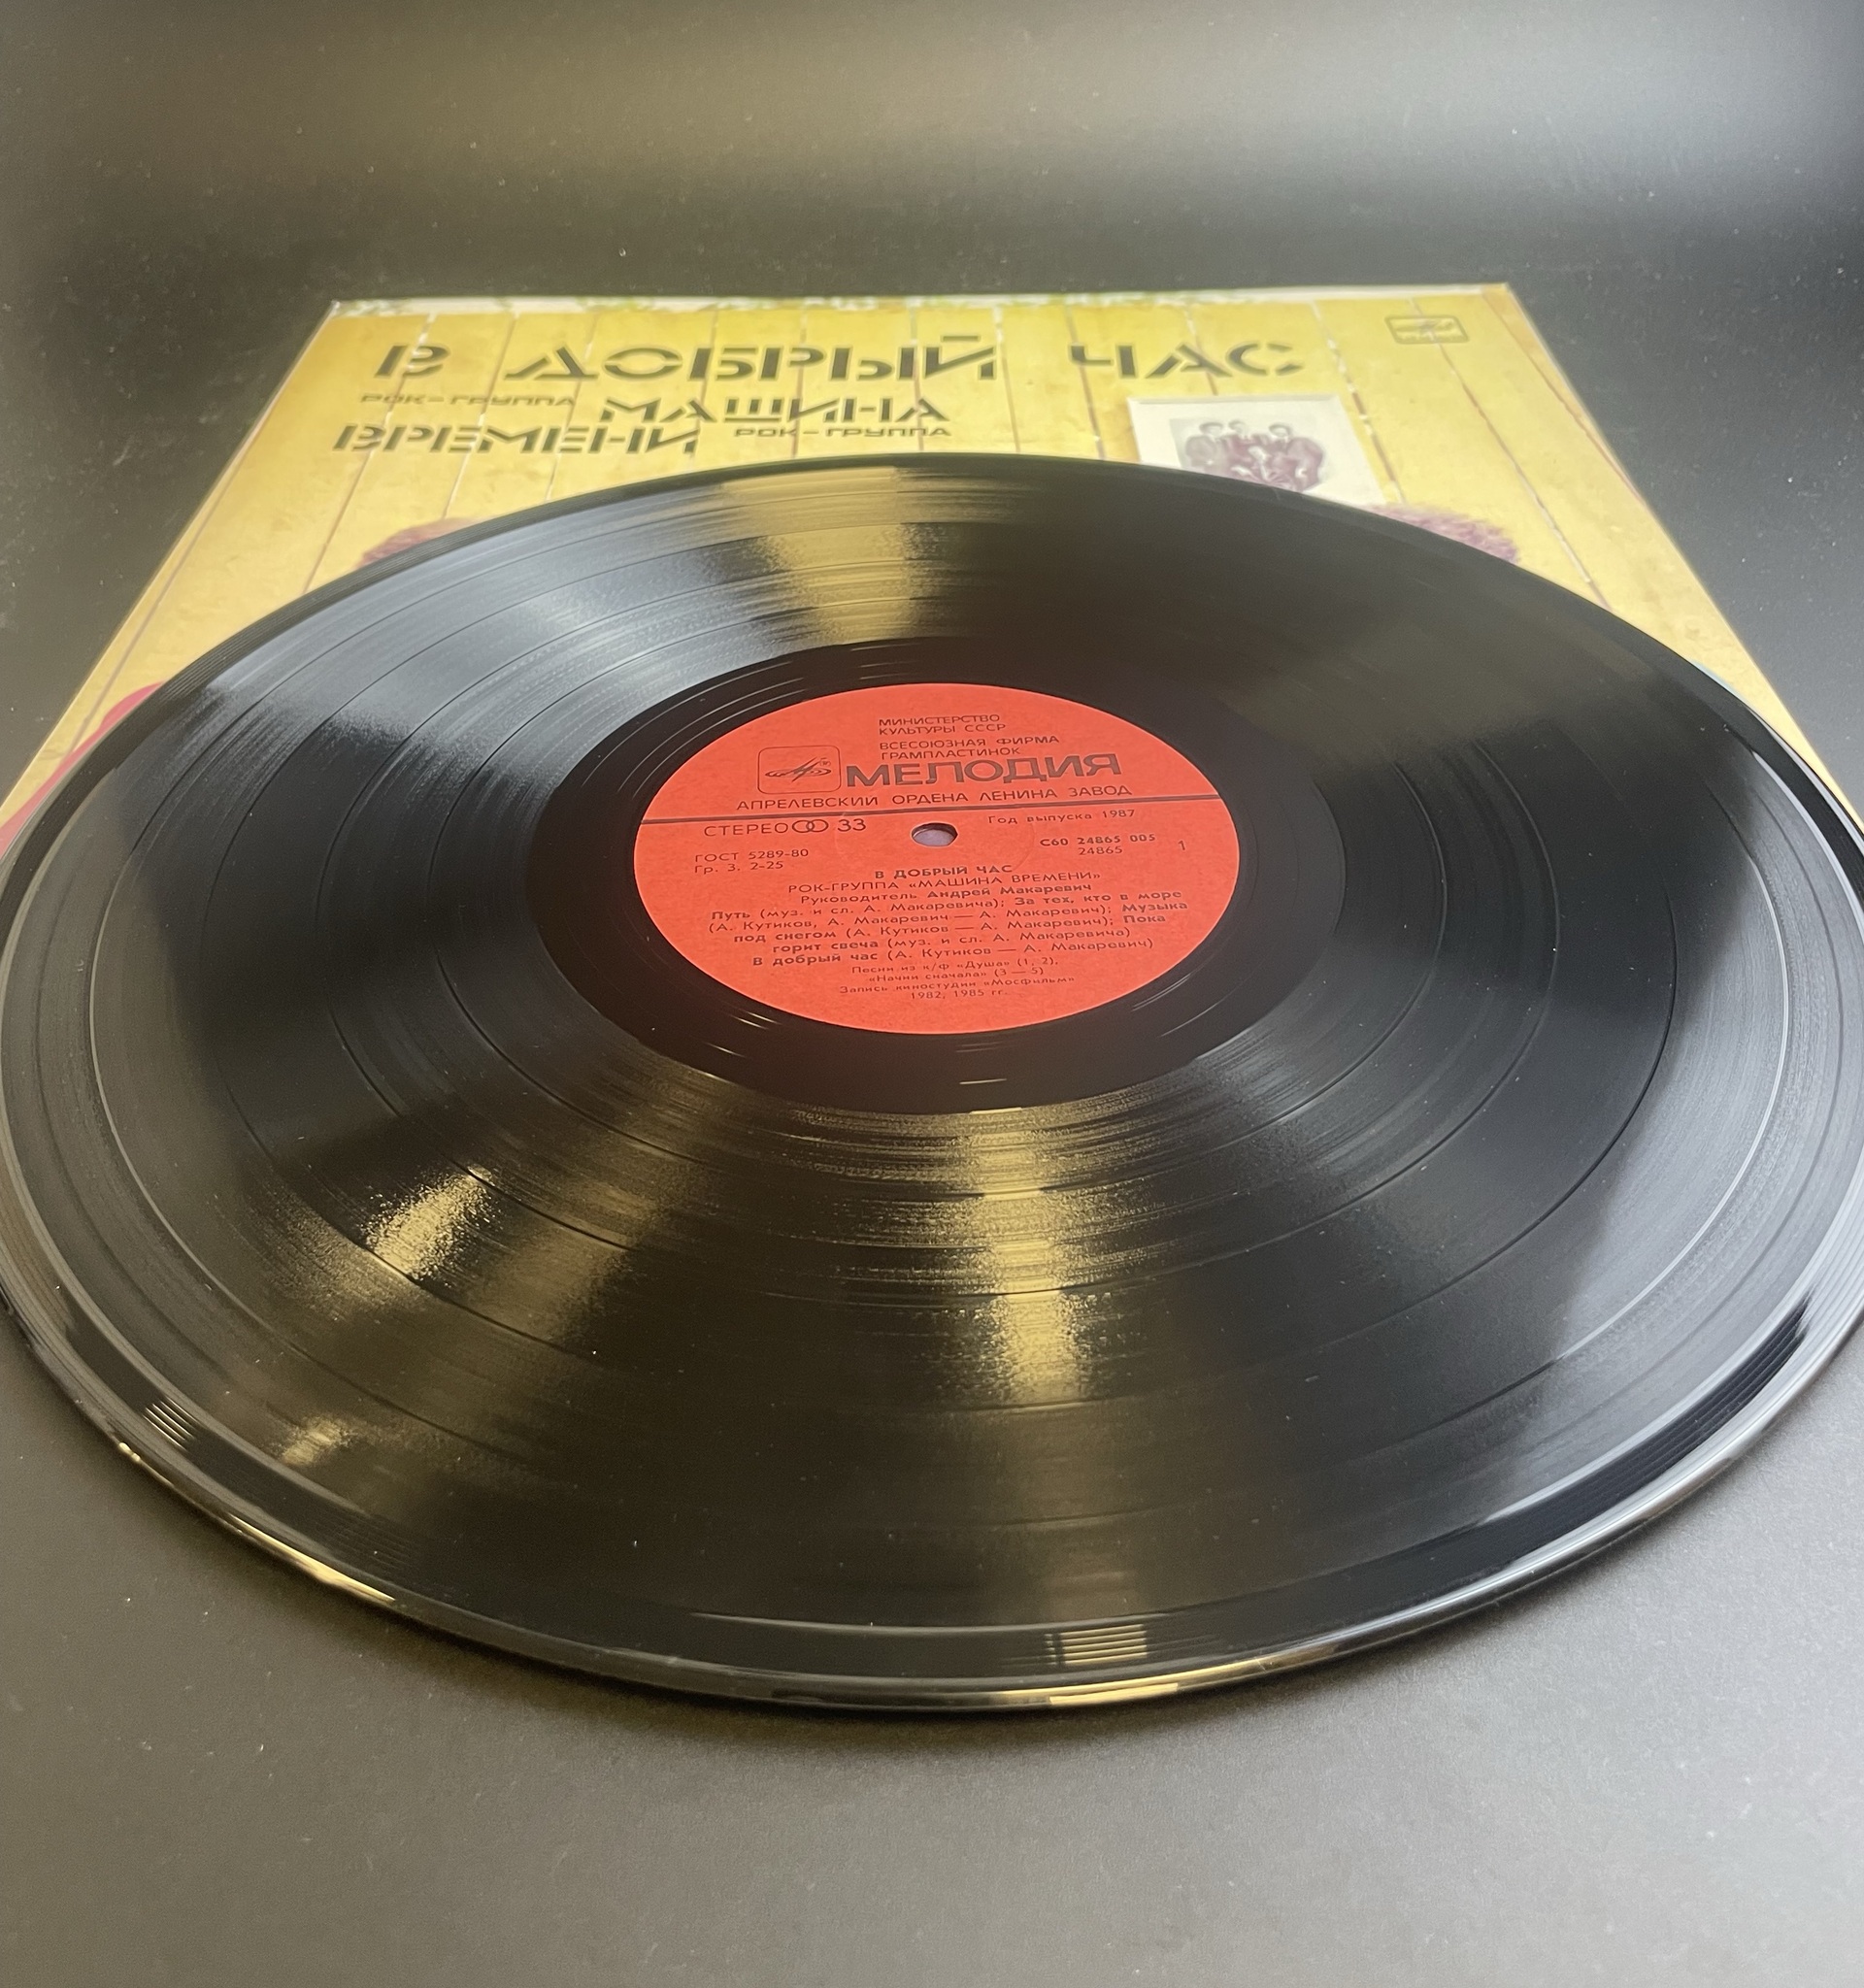 В ДОБРЫЙ ЧАС
РОК-ГРУППА МАШИНА
ВРЕМЕНИ РОК-ГРУППА
МИНИСТЕРСТВО
КУЛЬТУРЫ СССР
ВСЕСОЮЗНАЯ ФИРМА
ГРАМПЛАСТИНОК
МЕЛОДИЯ
АПРЕЛЕВСКИЙ ОРДЕНА ЛЕНИНА ЗАВОД
СТЕРЕО 33
Год выпуска 1987
ГОСТ 5289-80
Гр. 3. 2-25
С60 24865 005
24865
1
В ДОБРЫЙ ЧАС
РОК-ГРУППА «МАШИНА ВРЕМЕНИ»
Руководитель Андрей Макаревич
Путь (муз. и сл. А. Макаревича); За тех, кто в море
(А. Кутиков, А. Макаревич — А. Макаревич); Музыка
под снегом (А. Кутиков — А. Макаревич); Пока
горит свеча (муз. и сл. А. Макаревича)
В добрый час (А. Кутиков — А. Макаревич)
Песни из к/ф «Душа» (1, 2),
«Начни сначала» (3 — 5)
Запись киностудии «Мосфильм»
1982, 1985 гг.